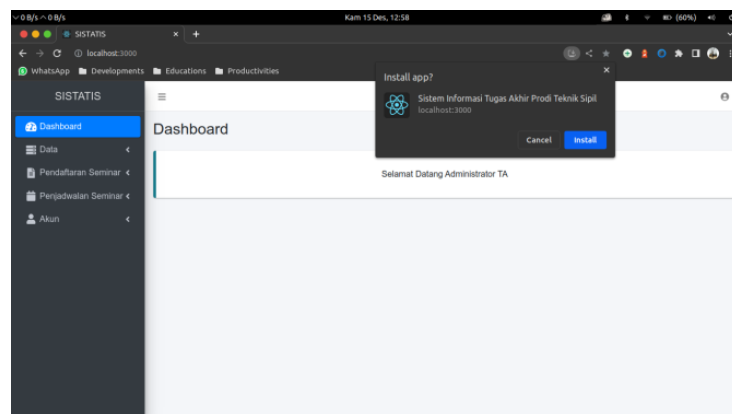 0 B/s 0 B/s
Kam 15 Des, 12:58
(60%)
SISTATIS
localhost:3000
WhatsApp
Developments
Educations
Productivities
Install app?
Sistem Informasi Tugas Akhir Prodi Teknik Sipil
localhost:3000
Cancel
Install
SISTATIS
Dashboard
Data
Pendaftaran Seminar
Penjadwalan Seminar
Akun
Dashboard
Selamat Datang Administrator TA